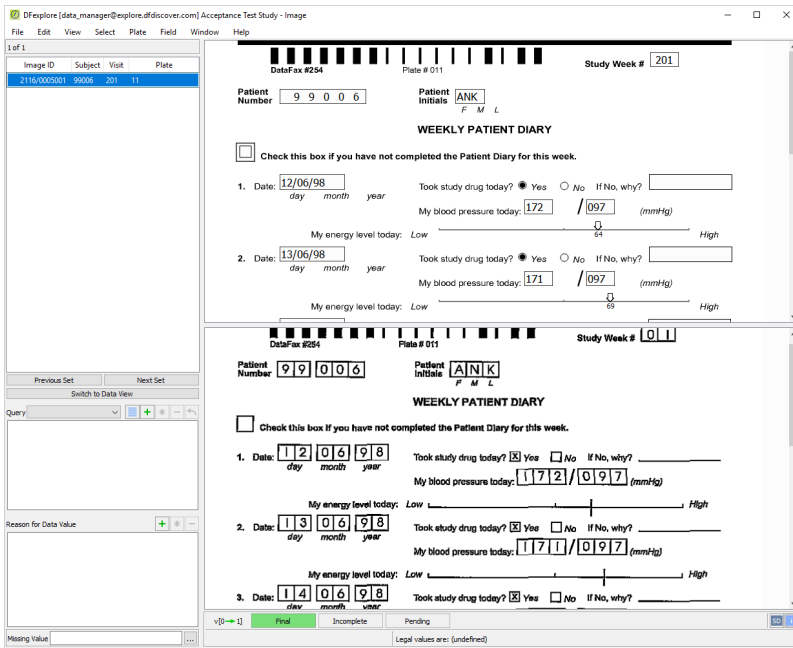 DFexplore [data_manager@explore.dfdiscover.com] Acceptance Test Study - Image
File Edit View Select Plate Field Window Help
1 of 1
Image ID Subject Visit Plate
2116/0005001 99006 201 11
Previous Set Next Set
Switch to Data View
Query
Reason for Data Value
Missing Value ...
DataFax #254 Plate # 011 Study Week # 201
Patient Number 9 9 0 0 6 Patient Initials ANK
F M L
WEEKLY PATIENT DIARY
Check this box if you have not completed the Patient Diary for this week.
1. Date: 12/06/98 Took study drug today? Yes No If No, why?
day month year
My blood pressure today: 172 / 097 (mmHg)
My energy level today: Low 64 High
2. Date: 13/06/98 Took study drug today? Yes No If No, why?
day month year
My blood pressure today: 171 / 097 (mmHg)
My energy level today: Low 69 High
DataFax #254 Plate # 011 Study Week # 0 1
Patient Number 9 9 0 0 6 Patient Initials A N K
F M L
WEEKLY PATIENT DIARY
Check this box if you have not completed the Patient Diary for this week.
1. Date: 1 2 0 6 9 8 Took study drug today? X Yes No If No, why?
day month year
My blood pressure today: 1 7 2 / 0 9 7 (mmHg)
My energy level today: Low High
2. Date: 1 3 0 6 9 8 Took study drug today? X Yes No If No, why?
day month year
My blood pressure today: 1 7 1 / 0 9 7 (mmHg)
My energy level today: Low High
3. Date: 1 4 0 6 9 8 Took study drug today? X Yes No If No, why?
day month year
v[0→1] Final Incomplete Pending SD
Legal values are: (undefined)